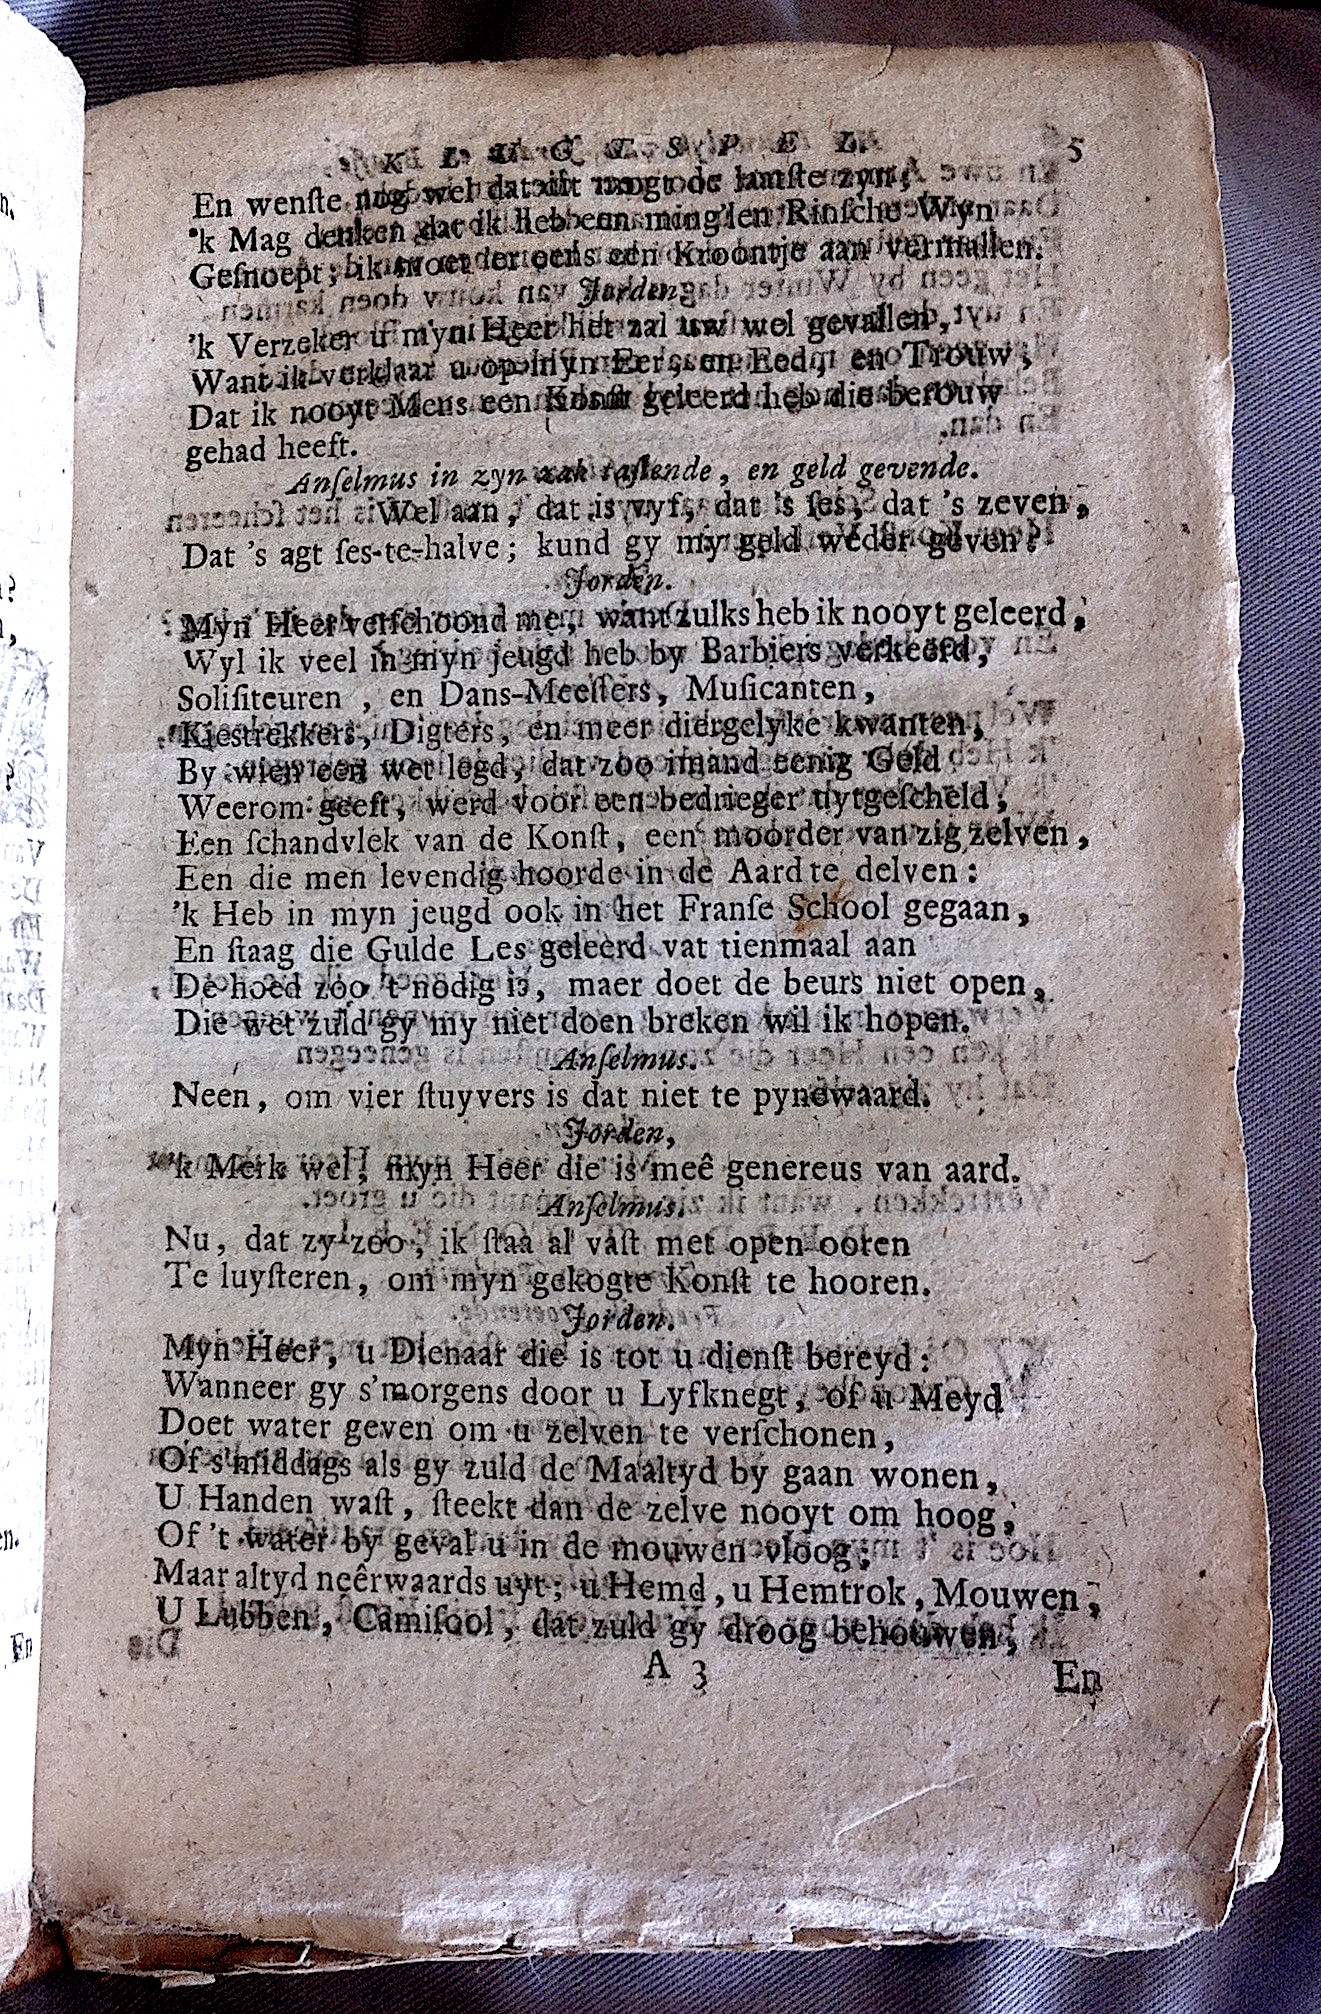 KLUGTSPEL. 5
En wenſte nog wel dat dit mogt de laatſte zyn,
'k Mag denken dat ik heb een ming'len Rinſche Wyn
Geſnoept; ik moet er eens een Kroontje aan vermallen.
Jorden.
'k Verzeker u myn Heer het zal uw wel gevallen,
Want ik verklaar u op myn Eer, en Eed, en Trouw,
Dat ik nooyt Mens een Konſt geleerd heb die berouw
gehad heeft.
Anſelmus in zyn zak taſtende, en geld gevende.
Wel aan, dat is vyf, dat 's ſes, dat 's zeven,
Dat 's agt ſes-te-halve; kund gy my geld weder geven?
Jorden.
Myn Heer verſchoond me, want zulks heb ik nooyt geleerd,
Wyl ik veel in myn jeugd heb by Barbiers verkeerd,
Soliſiteuren, en Dans-Meeſters, Muſicanten,
Kiestrekkers, Digters, en meer diergelyke kwanten,
By wien een wet legd, dat zoo imand eenig Geld
Weerom geeft, werd voor een bedrieger uytgeſcheld,
Een ſchandvlek van de Konſt, een moorder van zig zelven,
Een die men levendig hoorde in de Aard te delven:
'k Heb in myn jeugd ook in het Franſe School gegaan,
En ſtaag die Gulde Les geleerd vat tienmaal aan
De hoed zoo 't nodig is, maer doet de beurs niet open,
Die wet zuld gy my niet doen breken wil ik hopen.
Anſelmus.
Neen, om vier ſtuyvers is dat niet te pynewaard.
Jorden,
'k Merk wel, myn Heer die is meê genereus van aard.
Anſelmus.
Nu, dat zy zoo, ik ſtaa al vaſt met open ooren
Te luyſteren, om myn gekogte Konſt te hooren.
Jorden.
Myn Heer, u Dienaar die is tot u dienſt bereyd:
Wanneer gy s'morgens door u Lyfknegt, of u Meyd
Doet water geven om u zelven te verſchonen,
Of s'middags als gy zuld de Maaltyd by gaan wonen,
U Handen waſt, ſteekt dan de zelve nooyt om hoog,
Of 't water by geval u in de mouwen vloog;
Maar altyd neêrwaards uyt; u Hemd, u Hemtrok, Mouwen,
U Lubben, Camiſool, dat zuld gy droog behouwen,
A 3 En